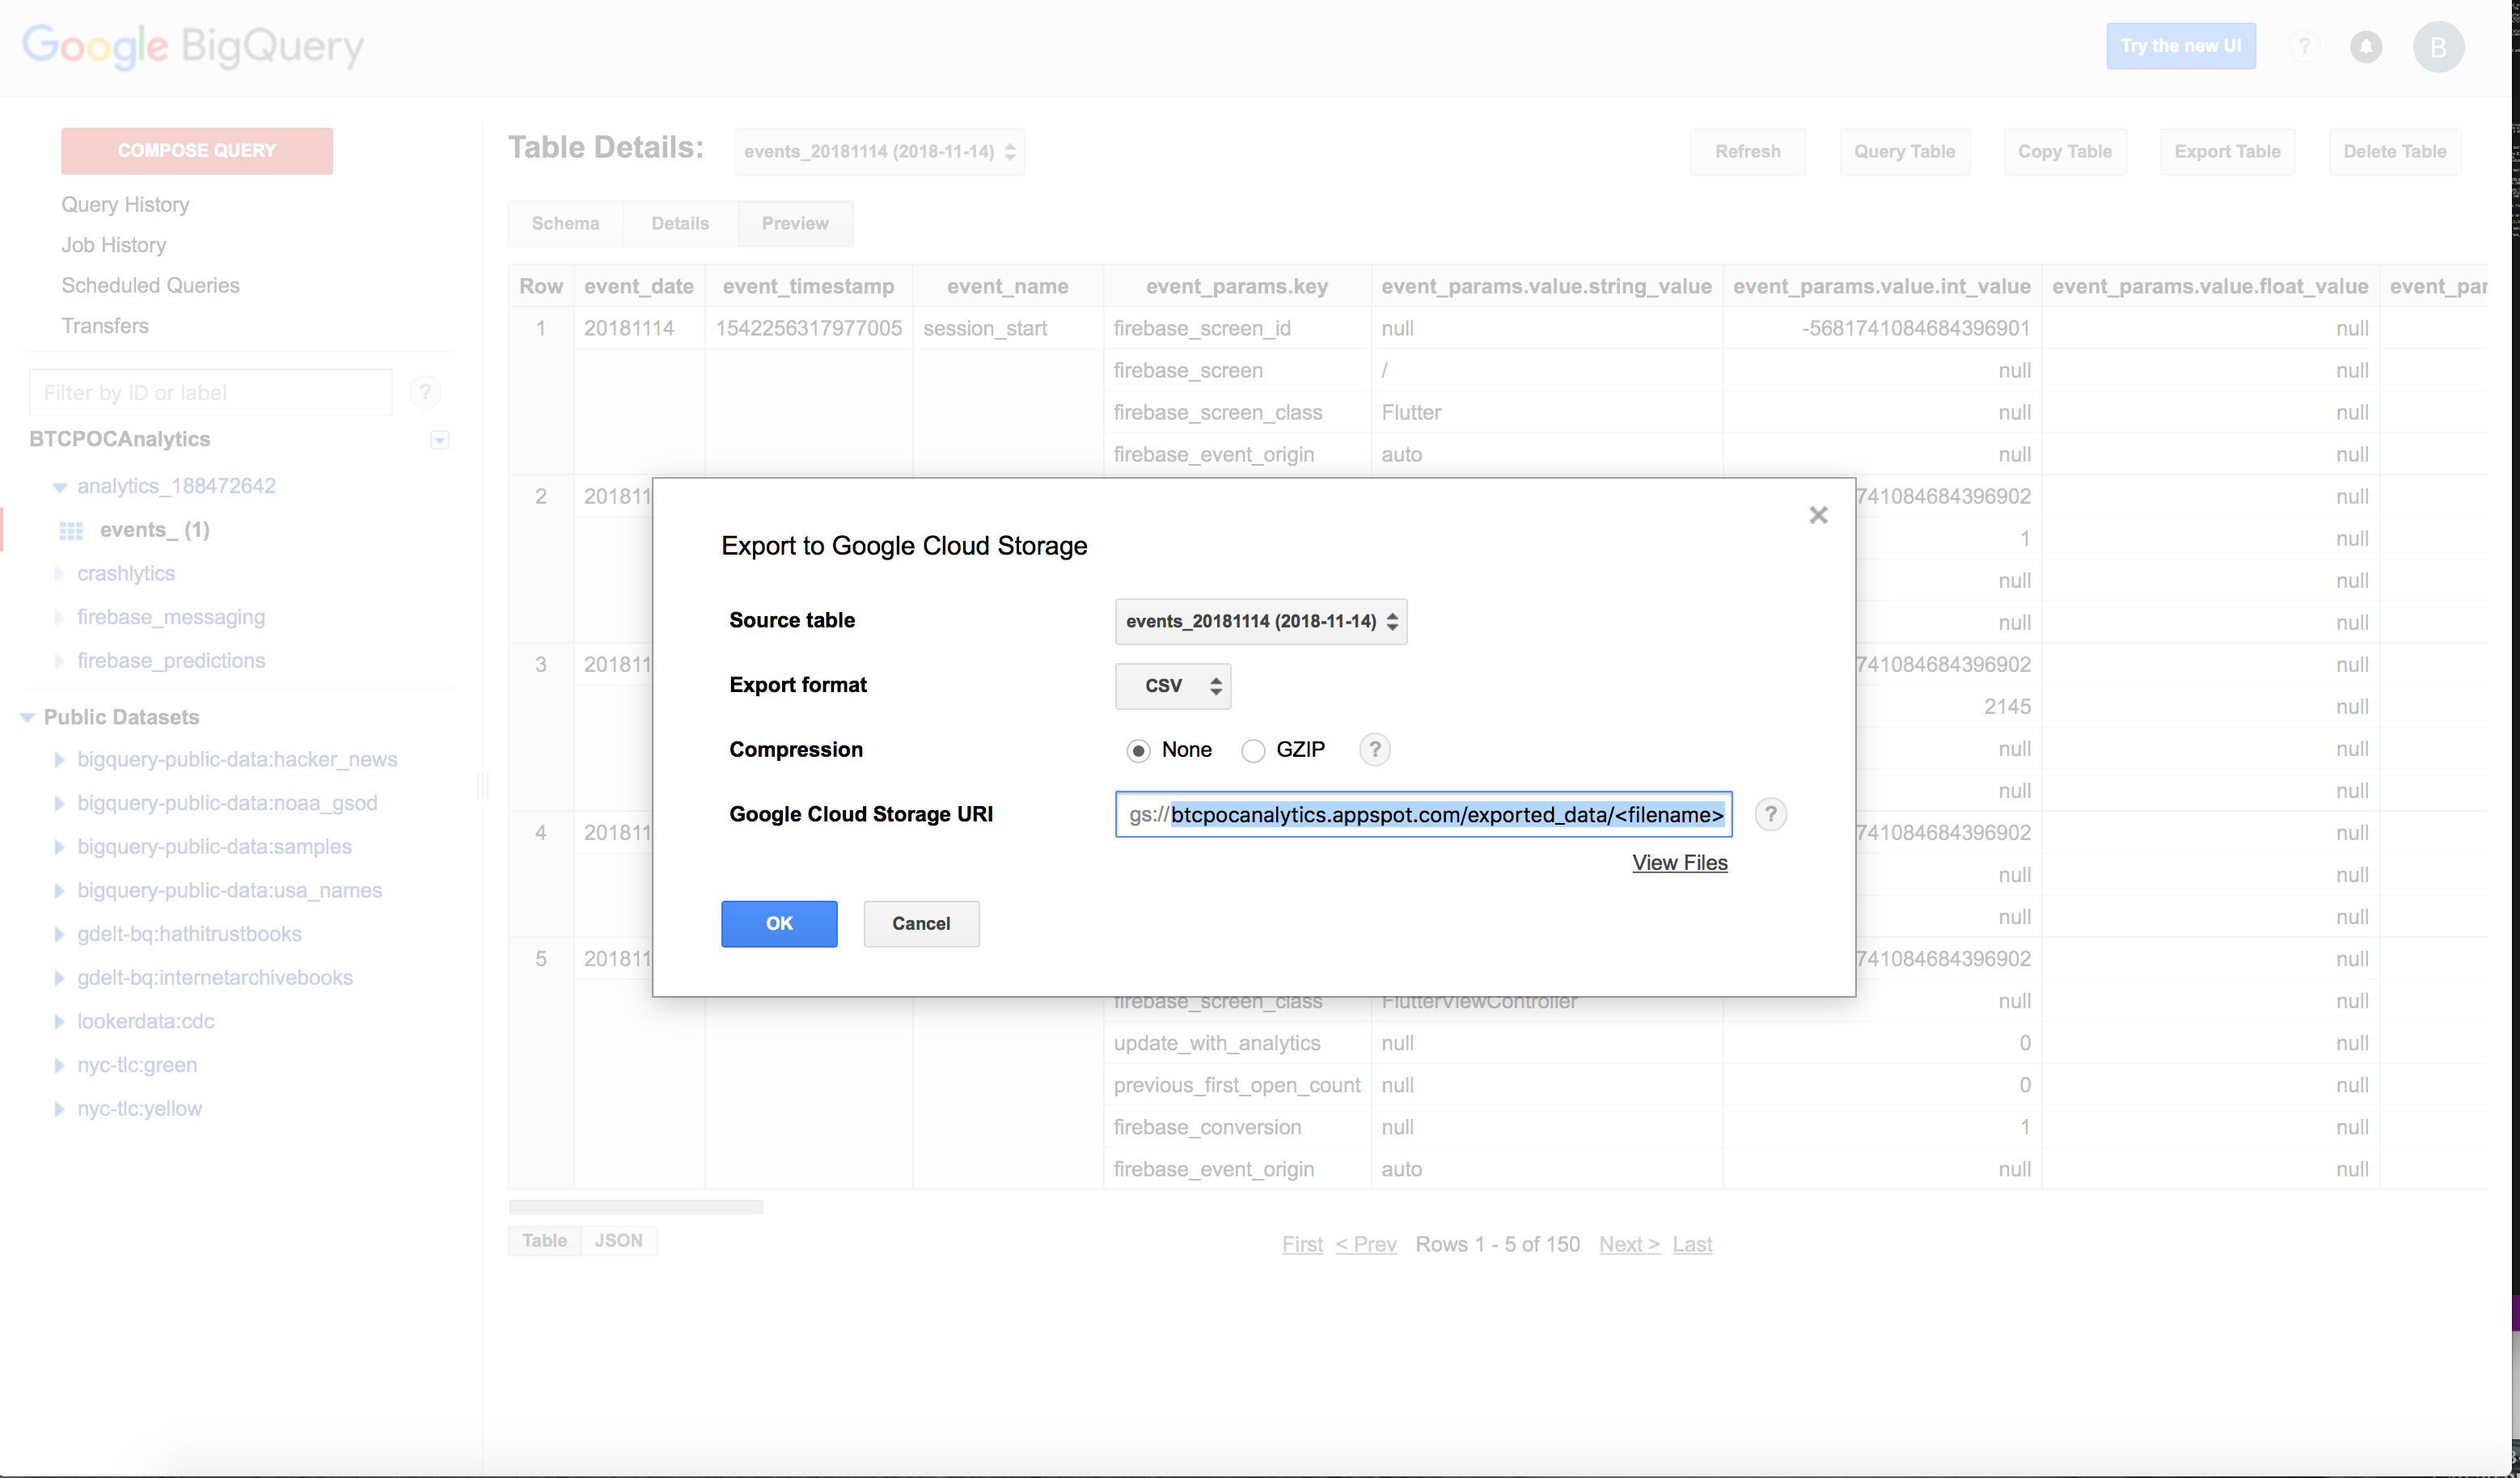 Google BigQuery
Try the new UI
?
B
COMPOSE QUERY
Query History
Job History
Scheduled Queries
Transfers
Filter by ID or label
?
BTCPOCAnalytics
analytics_188472642
events_ (1)
crashlytics
firebase_messaging
firebase_predictions
Public Datasets
bigquery-public-data:hacker_news
bigquery-public-data:noaa_gsod
bigquery-public-data:samples
bigquery-public-data:usa_names
gdelt-bq:hathitrustbooks
gdelt-bq:internetarchivebooks
lookerdata:cdc
nyc-tlc:green
nyc-tlc:yellow
Table Details: events_20181114 (2018-11-14)
Refresh Query Table Copy Table Export Table Delete Table
Schema Details Preview
Row event_date event_timestamp event_name event_params.key event_params.value.string_value event_params.value.int_value event_params.value.float_value event_par
1 20181114 1542256317977005 session_start firebase_screen_id null -5681741084684396901 null
firebase_screen / null null
firebase_screen_class Flutter null null
firebase_event_origin auto null null
2 201811 741084684396902 null
1 null
null null
null null
3 201811 741084684396902 null
2145 null
null null
null null
4 201811 741084684396902 null
null null
null null
5 201811 741084684396902 null
firebase_screen_class FlutterViewController null null
update_with_analytics null 0 null
previous_first_open_count null 0 null
firebase_conversion null 1 null
firebase_event_origin auto null null
Export to Google Cloud Storage
Source table events_20181114 (2018-11-14)
Export format CSV
Compression None GZIP ?
Google Cloud Storage URI gs://btcpocanalytics.appspot.com/exported_data/<filename> ?
View Files
OK Cancel
Table JSON
First < Prev Rows 1 - 5 of 150 Next > Last